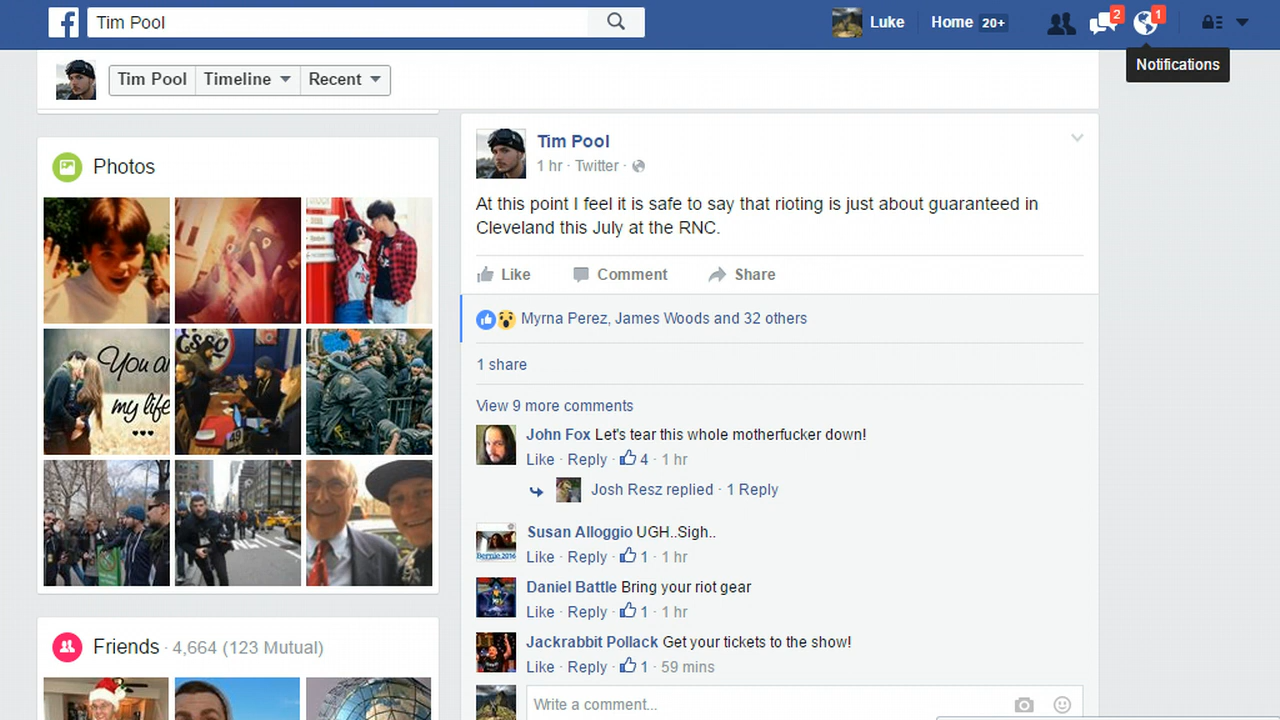 Tim Pool
Luke
Home 20+
2
1
Notifications
Tim Pool
Timeline
Recent
Photos
You ar
my life
Esso
Friends · 4,664 (123 Mutual)
Tim Pool
1 hr · Twitter ·
At this point I feel it is safe to say that rioting is just about guaranteed in
Cleveland this July at the RNC.
Like Comment Share
Myrna Perez, James Woods and 32 others
1 share
View 9 more comments
John Fox Let's tear this whole motherfucker down!
Like · Reply · 4 · 1 hr
Josh Resz replied · 1 Reply
Susan Alloggio UGH..Sigh..
Bernie 2016
Like · Reply · 1 · 1 hr
Daniel Battle Bring your riot gear
Like · Reply · 1 · 1 hr
Jackrabbit Pollack Get your tickets to the show!
Like · Reply · 1 · 59 mins
Write a comment...